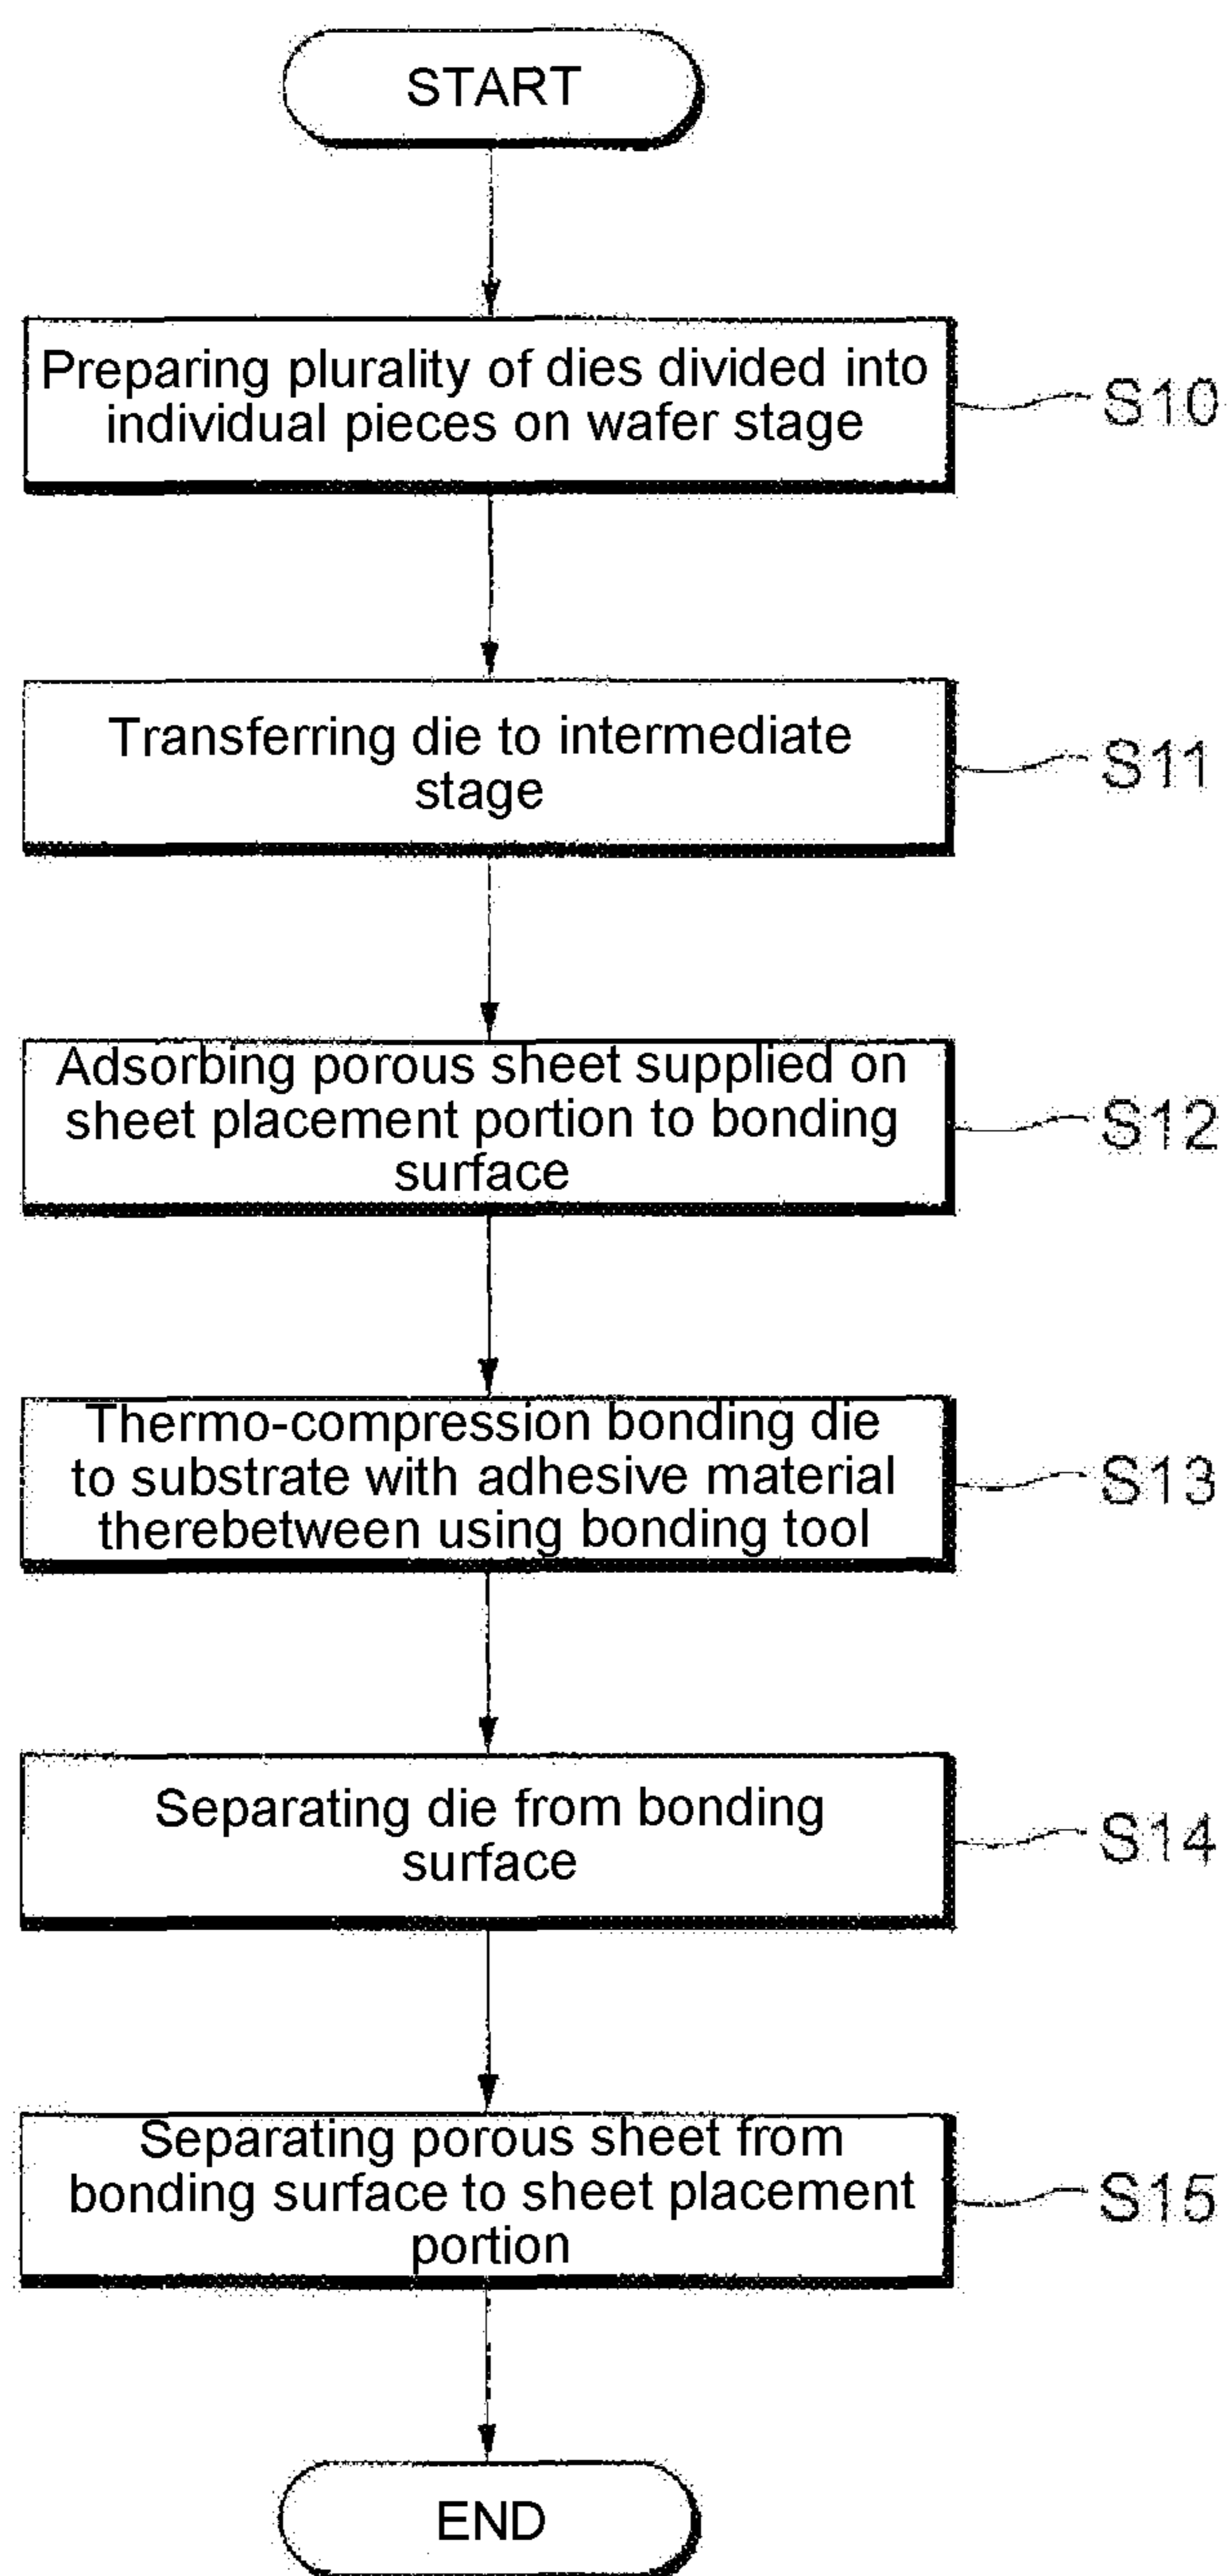 START
Preparing plurality of dies divided into
individual pieces on wafer stage
S10
Transferring die to intermediate
stage
S11
Adsorbing porous sheet supplied on
sheet placement portion to bonding
surface
S12
Thermo-compression bonding die
to substrate with adhesive material
therebetween using bonding tool
S13
Separating die from bonding
surface
S14
Separating porous sheet from
bonding surface to sheet placement
portion
S15
END